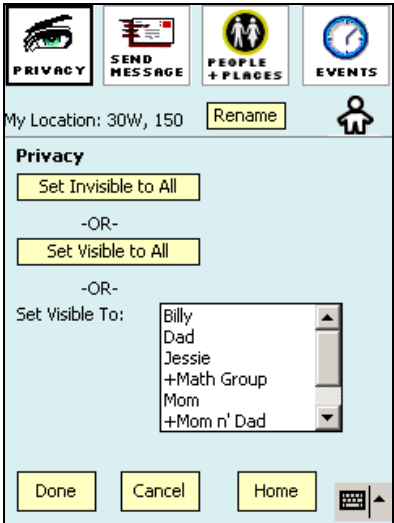 PRIVACY
SEND
MESSAGE
PEOPLE
+PLACES
EVENTS
My Location: 30W, 150
Rename
Privacy
Set Invisible to All
-OR-
Set Visible to All
-OR-
Set Visible To:
Billy
Dad
Jessie
+Math Group
Mom
+Mom n' Dad
Done
Cancel
Home